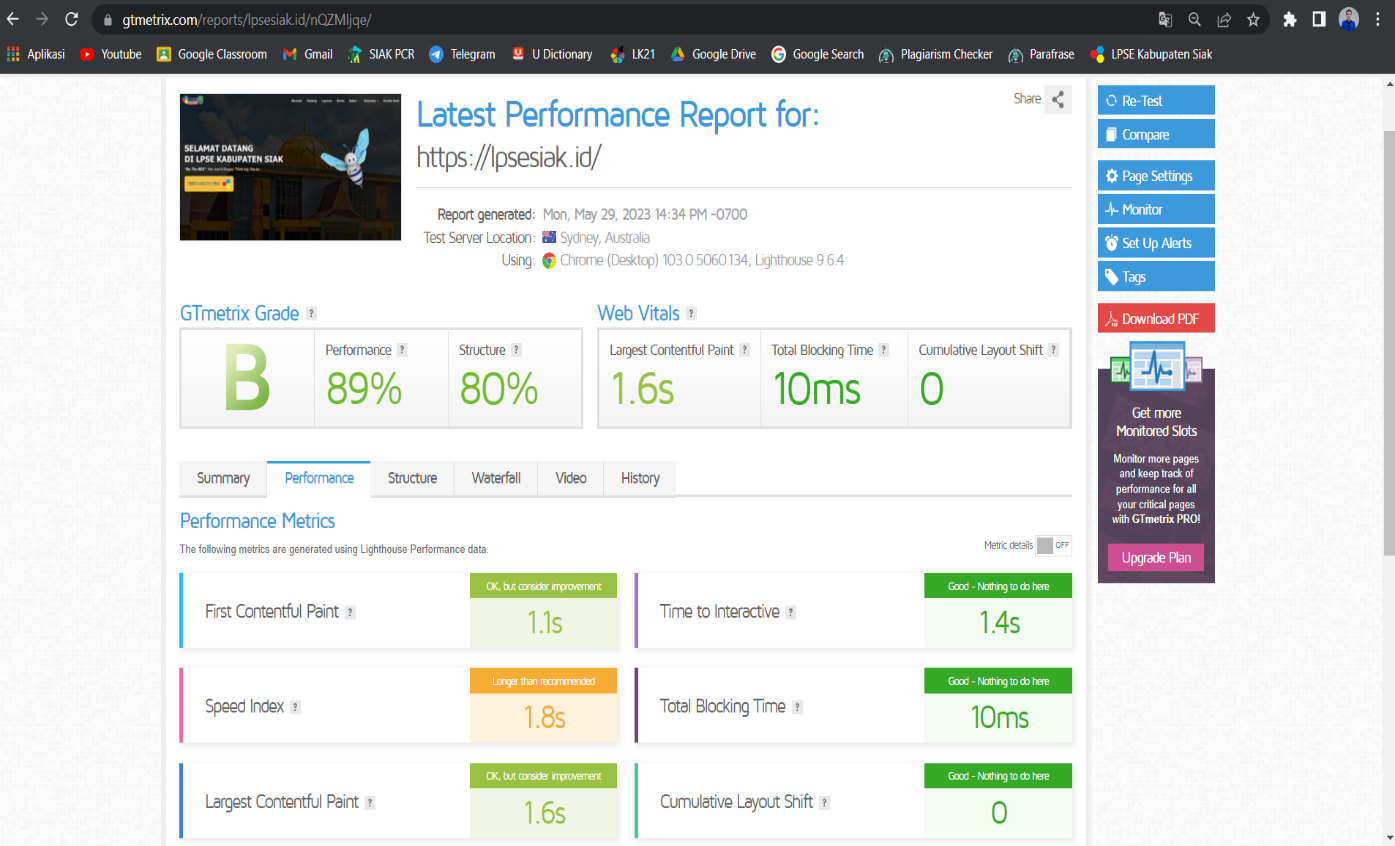 gtmetrix.com/reports/lpsesiak.id/nQZMIjqe/
Aplikasi Youtube Google Classroom Gmail SIAK PCR Telegram U Dictionary LK21 Google Drive Google Search Plagiarism Checker Parafrase LPSE Kabupaten Siak
SELAMAT DATANG
DI LPSE KABUPATEN SIAK
Latest Performance Report for:
https://lpsesiak.id/
Share
Report generated: Mon, May 29, 2023 14:34 PM -0700
Test Server Location: Sydney, Australia
Using: Chrome (Desktop) 103.0.5060.134, Lighthouse 9.6.4
Re-Test
Compare
Page Settings
Monitor
Set Up Alerts
Tags
Download PDF
GTmetrix Grade ?
B
Performance ?
89%
Structure ?
80%
Web Vitals ?
Largest Contentful Paint ?
1.6s
Total Blocking Time ?
10ms
Cumulative Layout Shift ?
0
Get more
Monitored Slots
Monitor more pages
and keep track of
performance for all
your critical pages
with GTmetrix PRO!
Upgrade Plan
Summary Performance Structure Waterfall Video History
Performance Metrics
The following metrics are generated using Lighthouse Performance data.
Metric details OFF
First Contentful Paint ?
OK, but consider improvement
1.1s
Time to Interactive ?
Good - Nothing to do here
1.4s
Speed Index ?
Longer than recommended
1.8s
Total Blocking Time ?
Good - Nothing to do here
10ms
Largest Contentful Paint ?
OK, but consider improvement
1.6s
Cumulative Layout Shift ?
Good - Nothing to do here
0